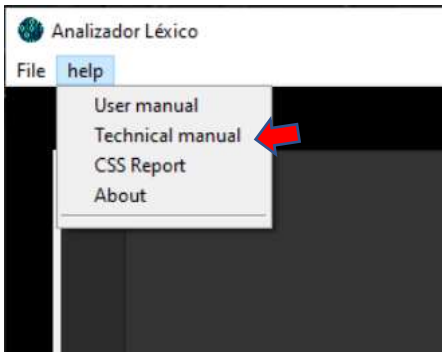 Analizador Léxico
File help
User manual
Technical manual
CSS Report
About